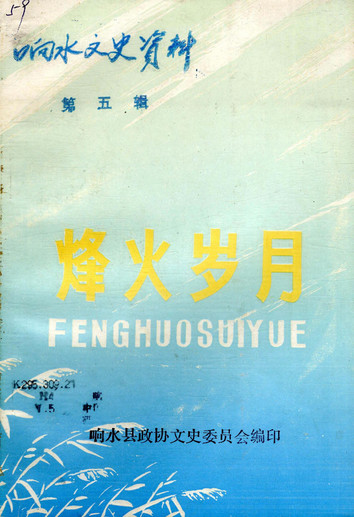 59
响水文史资料
第五辑
烽火岁月
FENGHUOSUIYUE
K295.309.21
V.5
响水县政协文史委员会编印